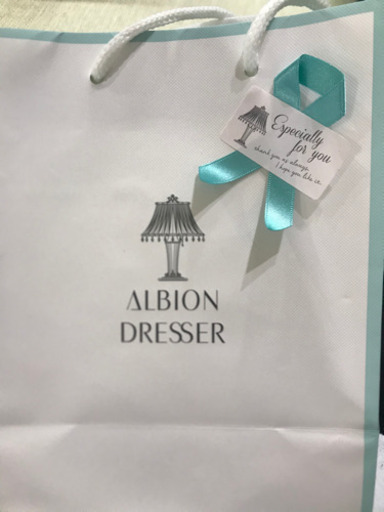 Especially
for you
thank you as always,
I hope you like it.
ALBION
DRESSER